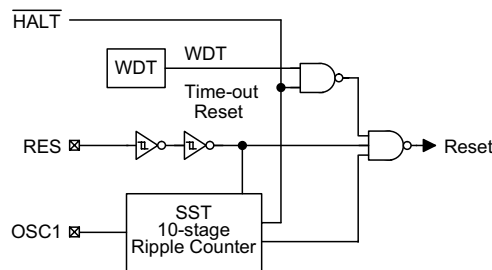 HALT
WDT
WDT
Time-out
Reset
RES
Reset
OSC1
SST
10-stage
Ripple Counter